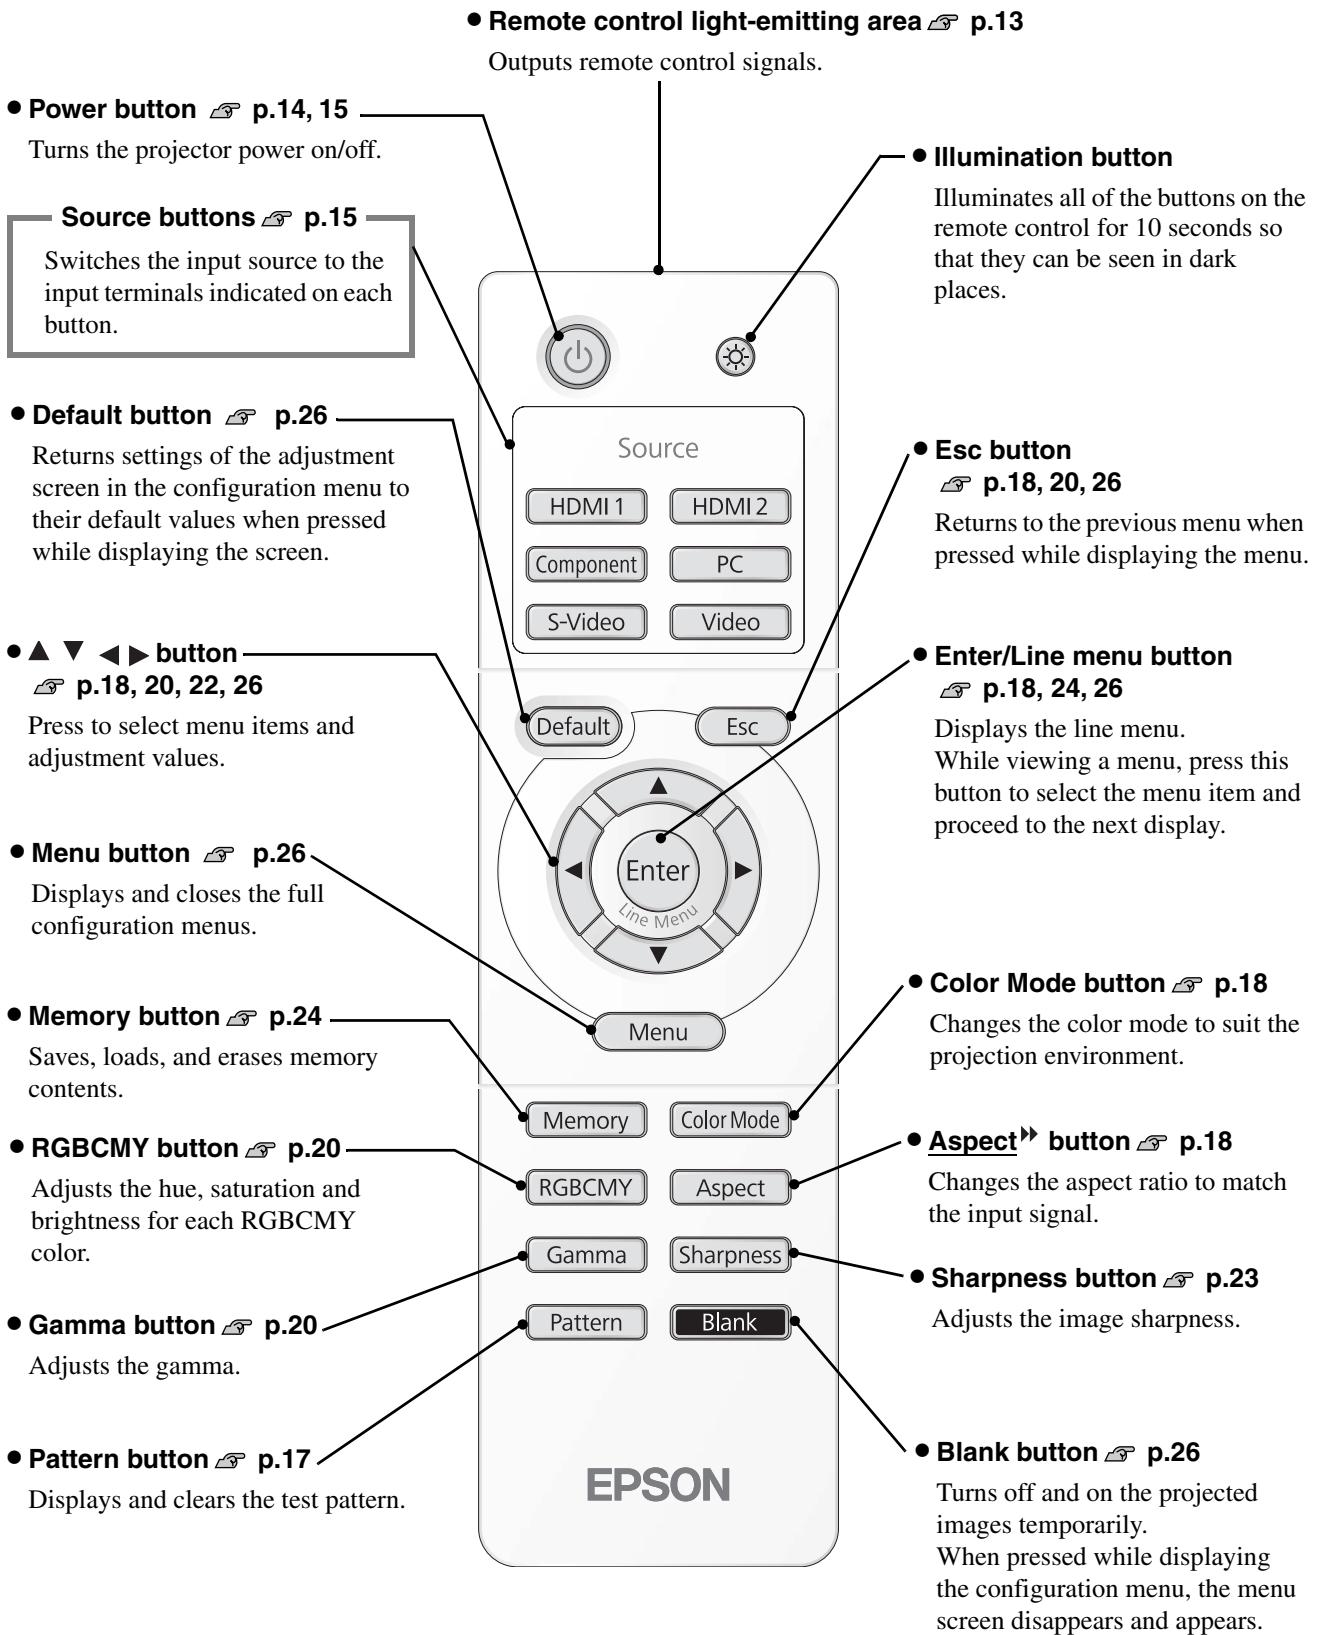 ● Remote control light-emitting area ☞ p.13
Outputs remote control signals.
● Power button ☞ p.14, 15
Turns the projector power on/off.
Source buttons ☞ p.15
Switches the input source to the
input terminals indicated on each
button.
● Default button ☞ p.26
Returns settings of the adjustment
screen in the configuration menu to
their default values when pressed
while displaying the screen.
● ▲ ▼ ◀ ▶ button
☞ p.18, 20, 22, 26
Press to select menu items and
adjustment values.
● Menu button ☞ p.26
Displays and closes the full
configuration menus.
● Memory button ☞ p.24
Saves, loads, and erases memory
contents.
● RGBCMY button ☞ p.20
Adjusts the hue, saturation and
brightness for each RGBCMY
color.
● Gamma button ☞ p.20
Adjusts the gamma.
● Pattern button ☞ p.17
Displays and clears the test pattern.
Source
HDMI 1 HDMI 2
Component PC
S-Video Video
Default Esc
▲
◀ Enter ▶
Line Menu
▼
Menu
Memory Color Mode
RGBCMY Aspect
Gamma Sharpness
Pattern Blank
EPSON
● Illumination button
Illuminates all of the buttons on the
remote control for 10 seconds so
that they can be seen in dark
places.
● Esc button
☞ p.18, 20, 26
Returns to the previous menu when
pressed while displaying the menu.
● Enter/Line menu button
☞ p.18, 24, 26
Displays the line menu.
While viewing a menu, press this
button to select the menu item and
proceed to the next display.
● Color Mode button ☞ p.18
Changes the color mode to suit the
projection environment.
● Aspect▶▶ button ☞ p.18
Changes the aspect ratio to match
the input signal.
● Sharpness button ☞ p.23
Adjusts the image sharpness.
● Blank button ☞ p.26
Turns off and on the projected
images temporarily.
When pressed while displaying
the configuration menu, the menu
screen disappears and appears.